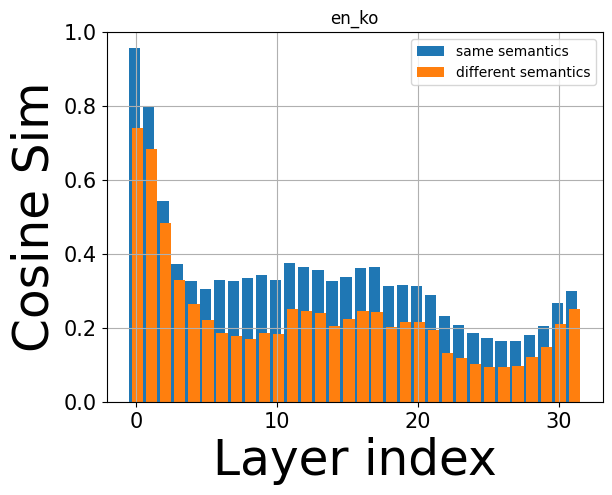 en_ko
same semantics
different semantics
Cosine Sim
1.0
0.8
0.6
0.4
0.2
0.0
0 10 20 30
Layer index